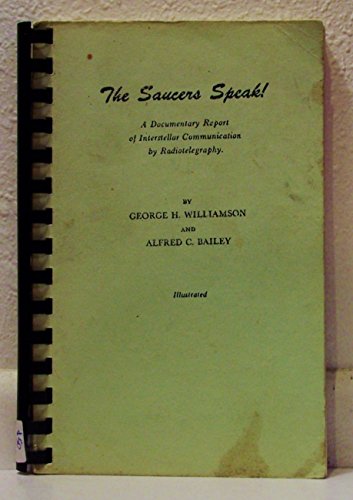 The Saucers Speak!
A Documentary Report
of Interstellar Communication
by Radiotelegraphy.
BY
GEORGE H. WILLIAMSON
AND
ALFRED C. BAILEY
Illustrated